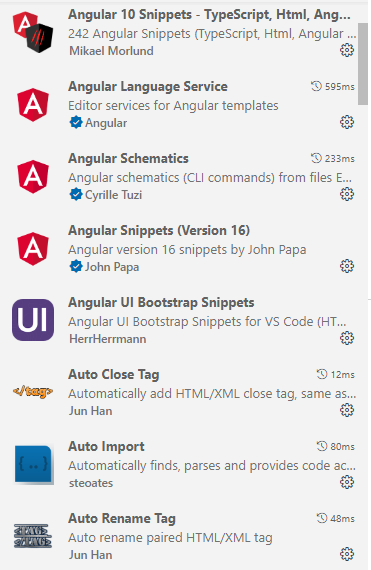 Angular 10 Snippets - TypeScript, Html, Ang...
242 Angular Snippets (TypeScript, Html, Angular ...
Mikael Morlund
Angular Language Service 595ms
Editor services for Angular templates
Angular
Angular Schematics 233ms
Angular schematics (CLI commands) from files E...
Cyrille Tuzi
Angular Snippets (Version 16)
Angular version 16 snippets by John Papa
John Papa
UI
Angular UI Bootstrap Snippets
Angular UI Bootstrap Snippets for VS Code (HT...
HerrHerrmann
</tag>
Auto Close Tag 12ms
Automatically add HTML/XML close tag, same as...
Jun Han
{..}
Auto Import 80ms
Automatically finds, parses and provides code ac...
steoates
Auto Rename Tag 48ms
Auto rename paired HTML/XML tag
Jun Han